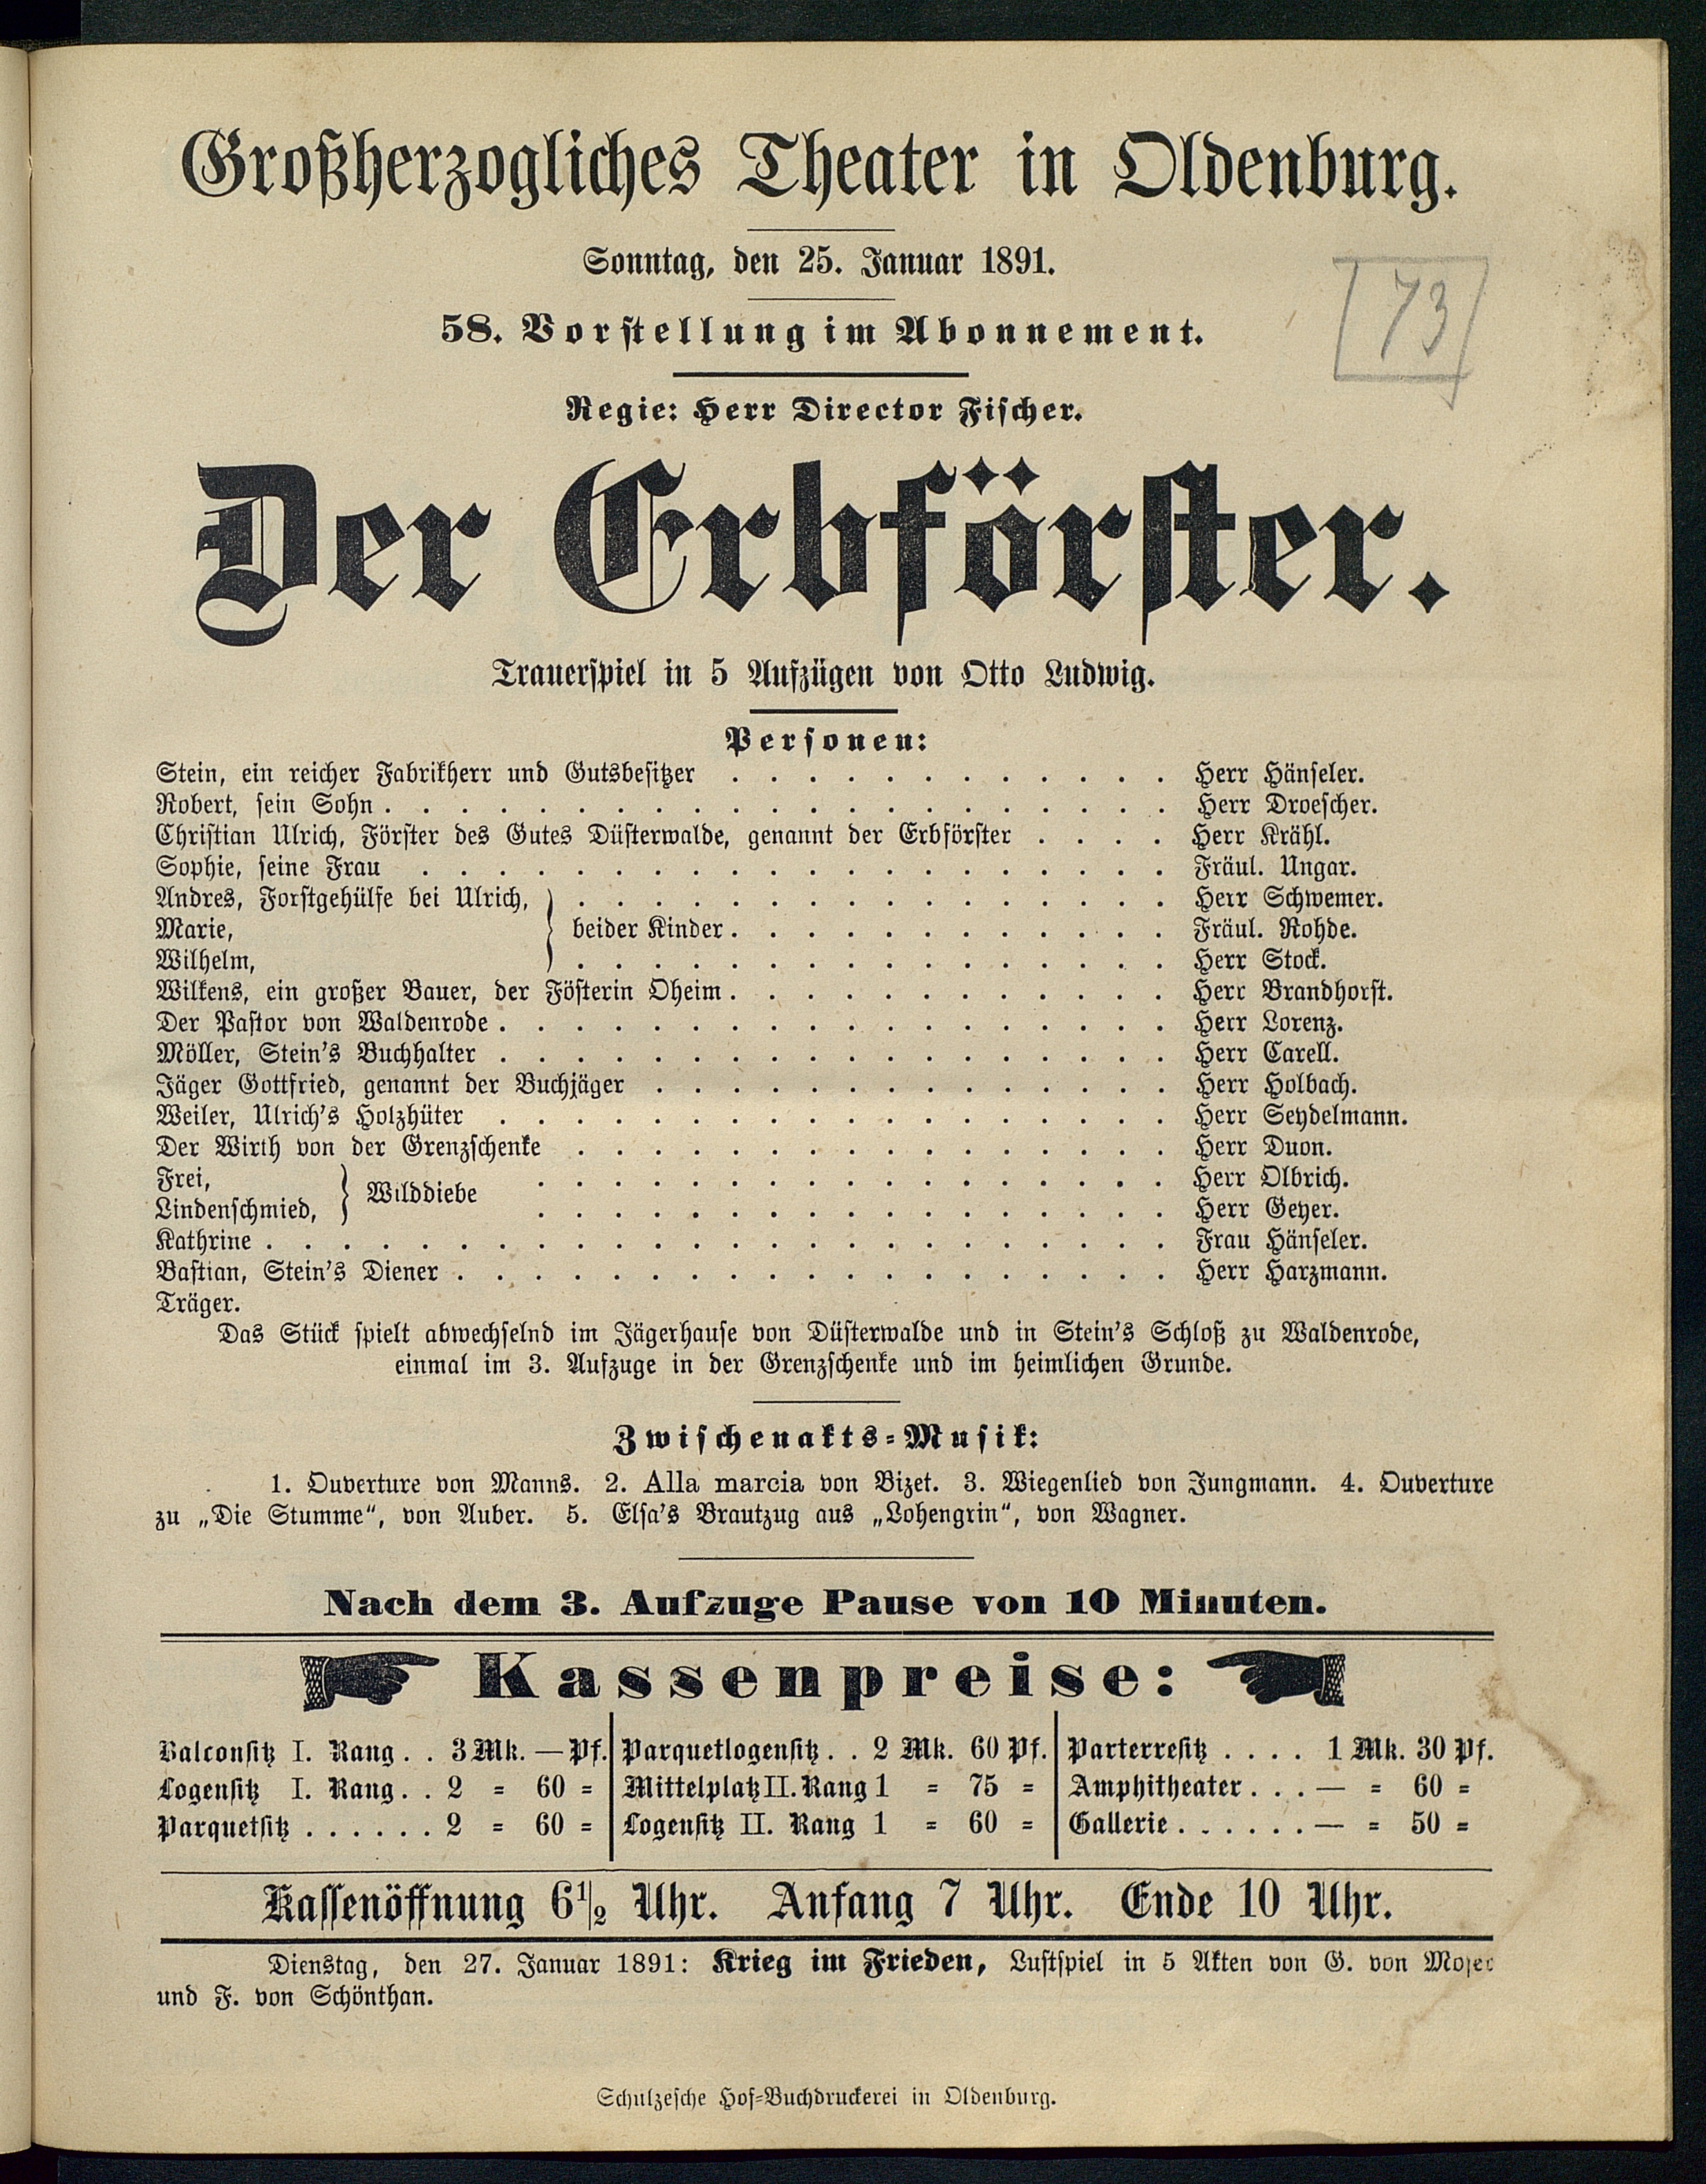 Großherzogliches Theater in Oldenburg.
Sonntag, den 25. Januar 1891.
58. Vorstellung im Abonnement.
73
Regie: Herr Director Fischer.
Der Erbförster.
Trauerspiel in 5 Aufzügen von Otto Ludwig.
Personen:
Stein, ein reicher Fabrikherr und Gutsbesitzer . . . . . . . . . . . . Herr Hänseler.
Robert, sein Sohn . . . . . . . . . . . . . . . . . . . . . Herr Droescher.
Christian Ulrich, Förster des Gutes Düsterwalde, genannt der Erbförster . . . . Herr Krähl.
Sophie, seine Frau . . . . . . . . . . . . . . . . . . . . Fräul. Ungar.
Andres, Forstgehülfe bei Ulrich, . . . . . . . . . . . . . . . . Herr Schwemer.
Marie, } beider Kinder . . . . . . . . . . . . Fräul. Rohde.
Wilhelm, . . . . . . . . . . . . . . . . Herr Stock.
Wilkens, ein großer Bauer, der Fösterin Oheim . . . . . . . . . . . . Herr Brandhorst.
Der Pastor von Waldenrode . . . . . . . . . . . . . . . . . . Herr Lorenz.
Möller, Stein's Buchhalter . . . . . . . . . . . . . . . . . . Herr Carell.
Jäger Gottfried, genannt der Buchjäger . . . . . . . . . . . . . . Herr Holbach.
Weiler, Ulrich's Holzhüter . . . . . . . . . . . . . . . . . . Herr Seydelmann.
Der Wirth von der Grenzschenke . . . . . . . . . . . . . . . . Herr Duon.
Frei, . . . . . . . . . . . . . . . . . Herr Olbrich.
} Wilddiebe
Lindenschmied, . . . . . . . . . . . . . . . . . Herr Geyer.
Kathrine . . . . . . . . . . . . . . . . . . . . . . . . Frau Hänseler.
Bastian, Stein's Diener . . . . . . . . . . . . . . . . . . . Herr Harzmann.
Träger.
Das Stück spielt abwechselnd im Jägerhause von Düsterwalde und in Stein's Schloß zu Waldenrode,
einmal im 3. Aufzuge in der Grenzschenke und im heimlichen Grunde.
Zwischenakts-Musik:
1. Ouverture von Manns. 2. Alla marcia von Bizet. 3. Wiegenlied von Jungmann. 4. Ouverture
zu „Die Stumme“, von Auber. 5. Elsa's Brautzug aus „Lohengrin“, von Wagner.
Nach dem 3. Aufzuge Pause von 10 Minuten.
Kassenpreise:
Balconsitz I. Rang . . 3 Mk. — Pf. Parquetlogensitz . . 2 Mk. 60 Pf. Parterresitz . . . . 1 Mk. 30 Pf.
Logensitz I. Rang . . 2 = 60 = Mittelplatz II. Rang 1 = 75 = Amphitheater . . . — = 60 =
Parquetsitz . . . . . . 2 = 60 = Logensitz II. Rang 1 = 60 = Gallerie . . . . . . — = 50 =
Kassenöffnung 6½ Uhr. Anfang 7 Uhr. Ende 10 Uhr.
Dienstag, den 27. Januar 1891: Krieg im Frieden, Lustspiel in 5 Akten von G. von Moser
und F. von Schönthan.
Schulzesche Hof-Buchdruckerei in Oldenburg.